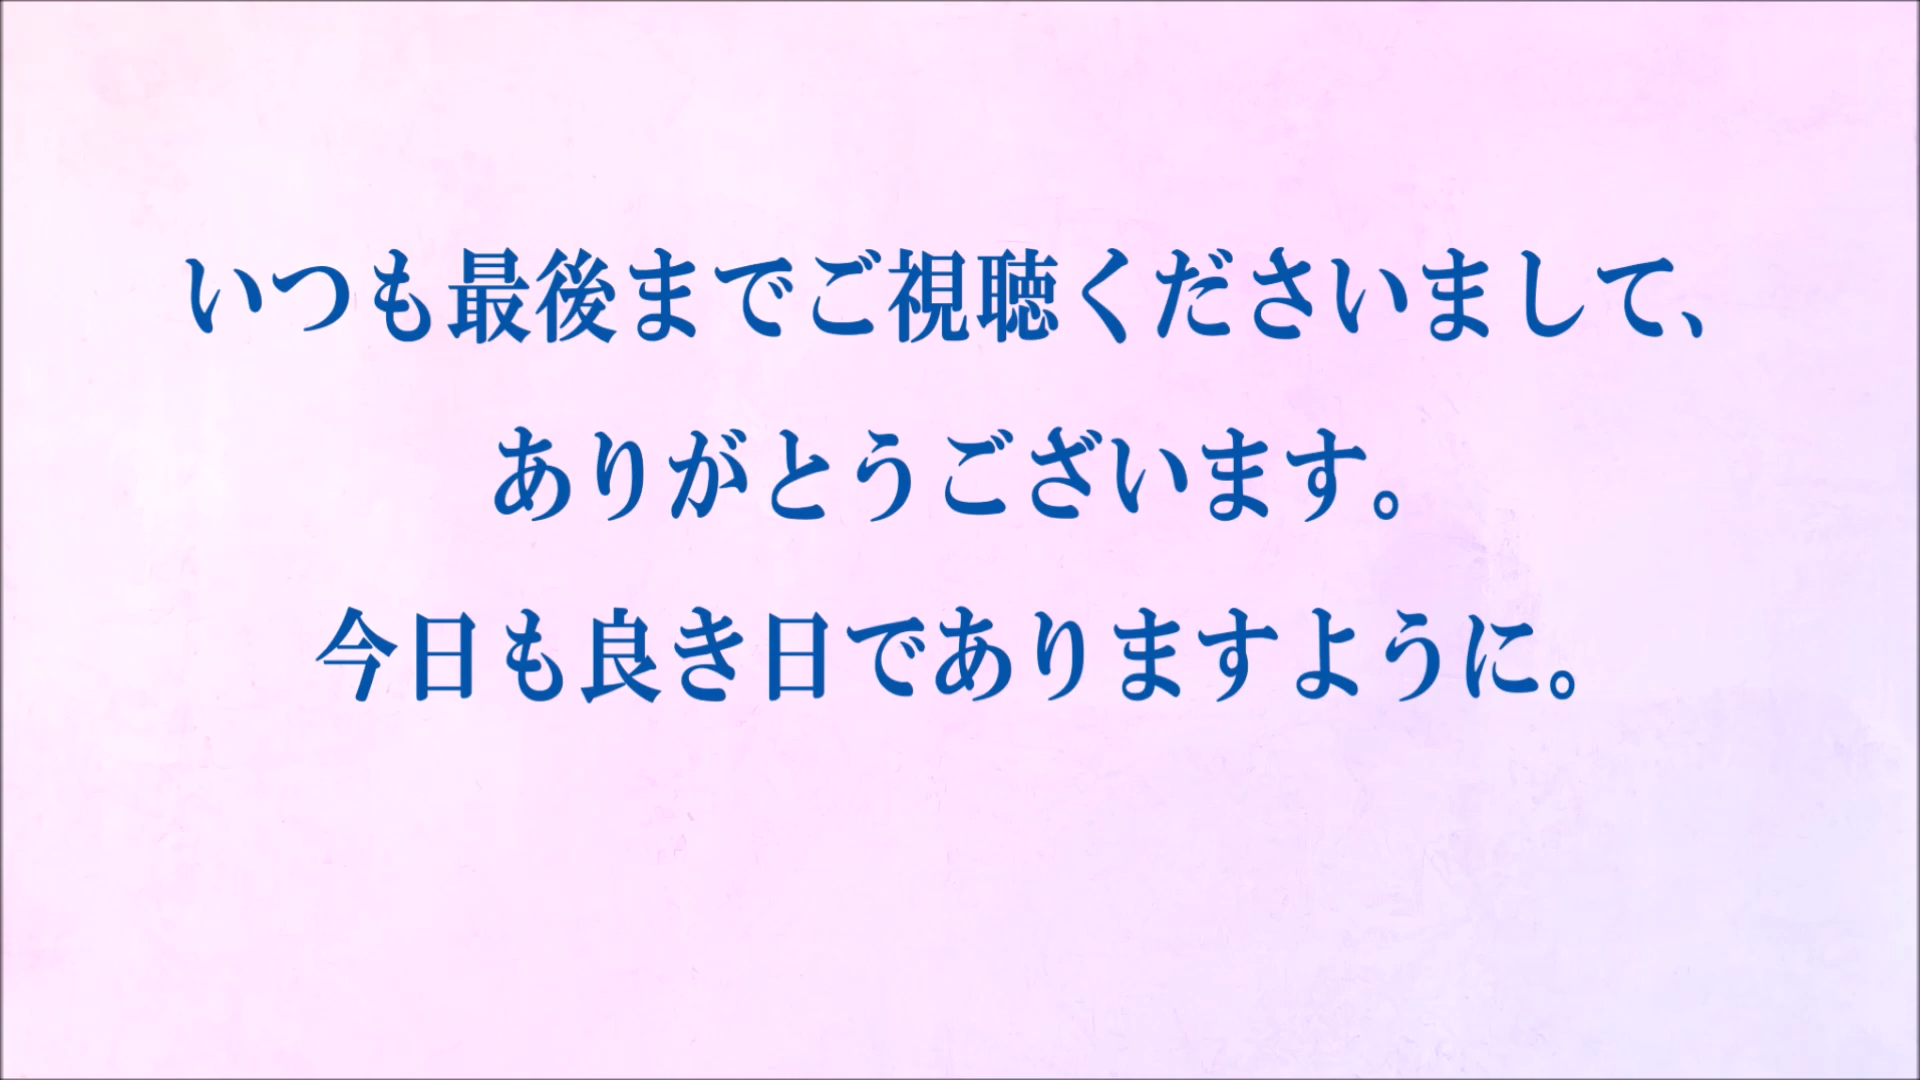 いつも最後までご視聴くださいまして、
ありがとうございます。
今日も良き日でありますように。